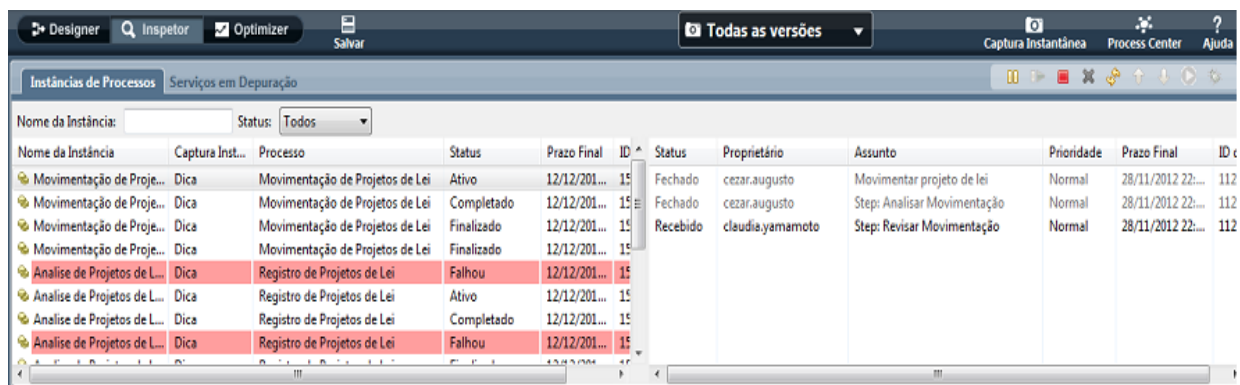 Designer Inspetor Optimizer Salvar Todas as versões Captura Instantânea Process Center ? Ajuda
Instâncias de Processos Serviços em Depuração
Nome da Instância: Status: Todos
Nome da Instância Captura Inst... Processo Status Prazo Final ID Status Proprietário Assunto Prioridade Prazo Final ID
Movimentação de Proje... Dica Movimentação de Projetos de Lei Ativo 12/12/201... 15 Fechado cezar.augusto Movimentar projeto de lei Normal 28/11/2012 22:... 112
Movimentação de Proje... Dica Movimentação de Projetos de Lei Completado 12/12/201... 15 Fechado cezar.augusto Step: Analisar Movimentação Normal 28/11/2012 22:... 112
Movimentação de Proje... Dica Movimentação de Projetos de Lei Finalizado 12/12/201... 15 Recebido claudia.yamamoto Step: Revisar Movimentação Normal 28/11/2012 22:... 112
Movimentação de Proje... Dica Movimentação de Projetos de Lei Finalizado 12/12/201... 15
Analise de Projetos de L... Dica Registro de Projetos de Lei Falhou 12/12/201... 15
Analise de Projetos de L... Dica Registro de Projetos de Lei Ativo 12/12/201... 15
Analise de Projetos de L... Dica Registro de Projetos de Lei Completado 12/12/201... 15
Analise de Projetos de L... Dica Registro de Projetos de Lei Falhou 12/12/201... 15